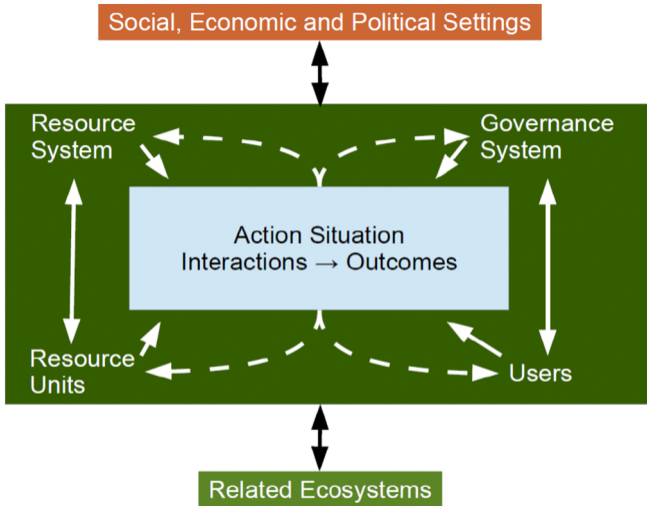 Social, Economic and Political Settings
Resource
System
Governance
System
Action Situation
Interactions → Outcomes
Resource
Units
Users
Related Ecosystems